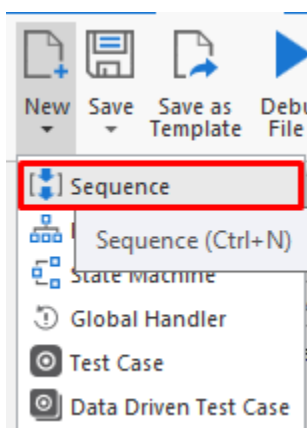 New Save Save as Debu
Template File
Sequence
Sequence (Ctrl+N)
State Machine
Global Handler
Test Case
Data Driven Test Case